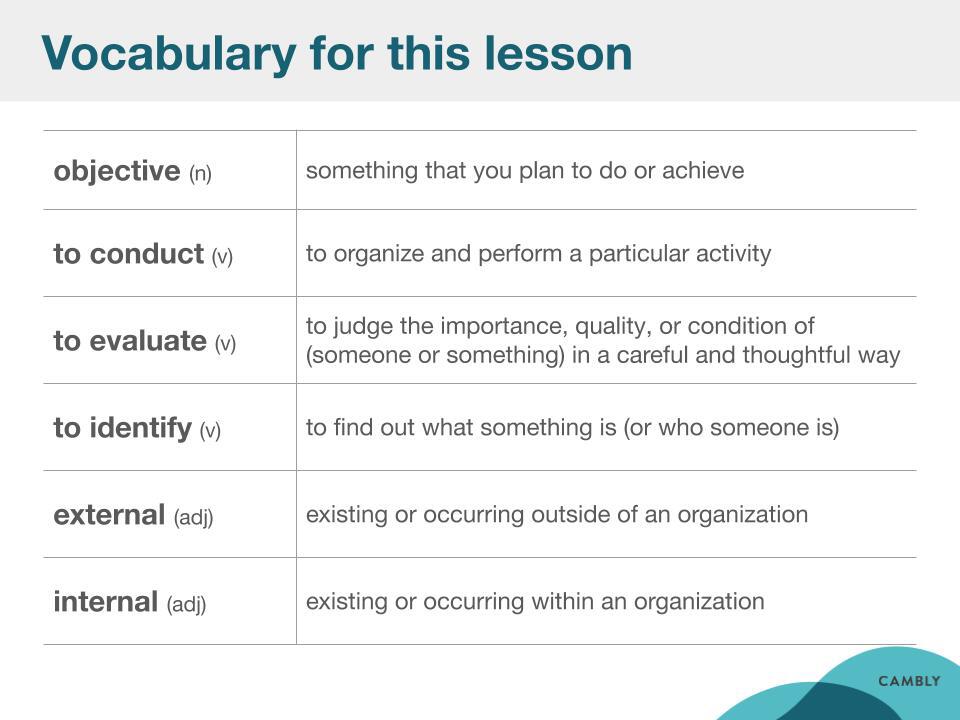 Vocabulary for this lesson
objective (n)
something that you plan to do or achieve
to conduct (v)
to organize and perform a particular activity
to evaluate (v)
to judge the importance, quality, or condition of
(someone or something) in a careful and thoughtful way
to identify (v)
to find out what something is (or who someone is)
external (adj)
existing or occurring outside of an organization
internal (adj)
existing or occurring within an organization
CAMBLY